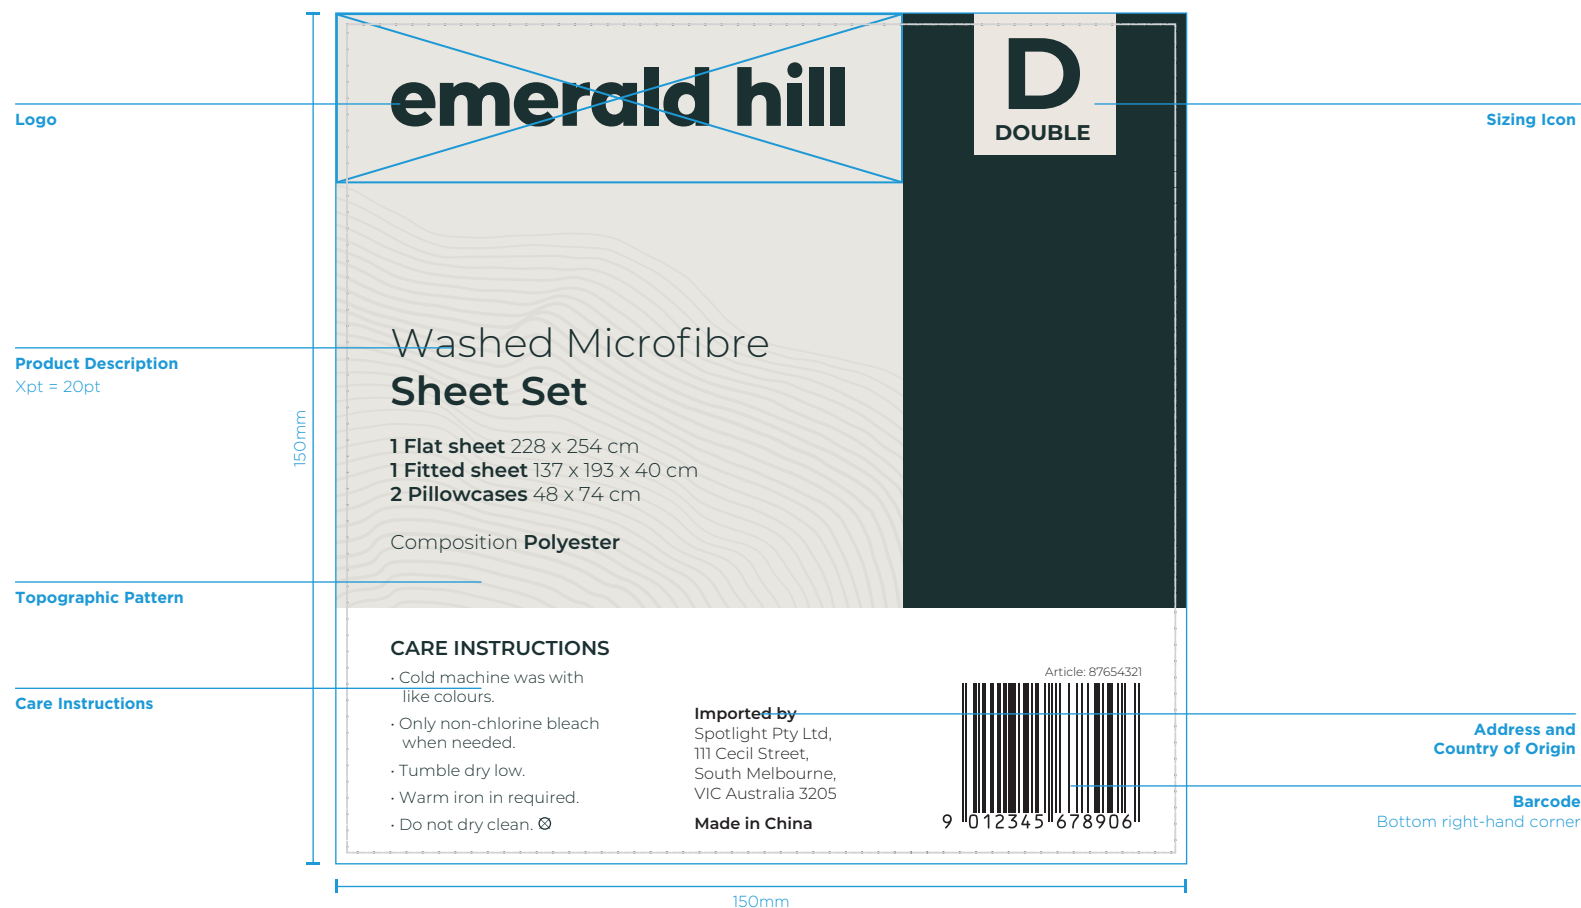 emerald hill
D
DOUBLE
Logo
Sizing Icon
Washed Microfibre
Sheet Set
Product Description
Xpt = 20pt
150mm
1 Flat sheet 228 x 254 cm
1 Fitted sheet 137 x 193 x 40 cm
2 Pillowcases 48 x 74 cm
Composition Polyester
Topographic Pattern
CARE INSTRUCTIONS
· Cold machine was with
like colours.
· Only non-chlorine bleach
when needed.
· Tumble dry low.
· Warm iron in required.
· Do not dry clean.
Care Instructions
Imported by
Spotlight Pty Ltd,
111 Cecil Street,
South Melbourne,
VIC Australia 3205
Made in China
Article: 87654321
9 012345 678906
Address and
Country of Origin
Barcode
Bottom right-hand corner
150mm